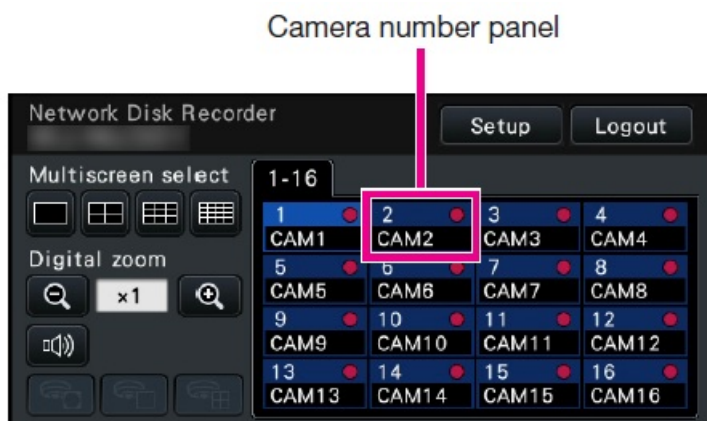 Camera number panel
Network Disk Recorder
Setup
Logout
Multiscreen select
1-16
1
2
3
4
CAM1
CAM2
CAM3
CAM4
Digital zoom
5
6
7
8
CAM5
CAM6
CAM7
CAM8
×1
9
10
11
12
CAM9
CAM10
CAM11
CAM12
13
14
15
16
CAM13
CAM14
CAM15
CAM16